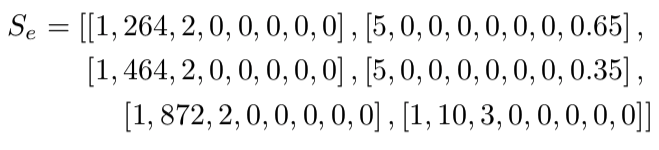 S_e = [[1, 264, 2, 0, 0, 0, 0, 0] , [5, 0, 0, 0, 0, 0, 0, 0.65] ,
[1, 464, 2, 0, 0, 0, 0, 0] , [5, 0, 0, 0, 0, 0, 0, 0.35] ,
[1, 872, 2, 0, 0, 0, 0, 0] , [1, 10, 3, 0, 0, 0, 0, 0]]